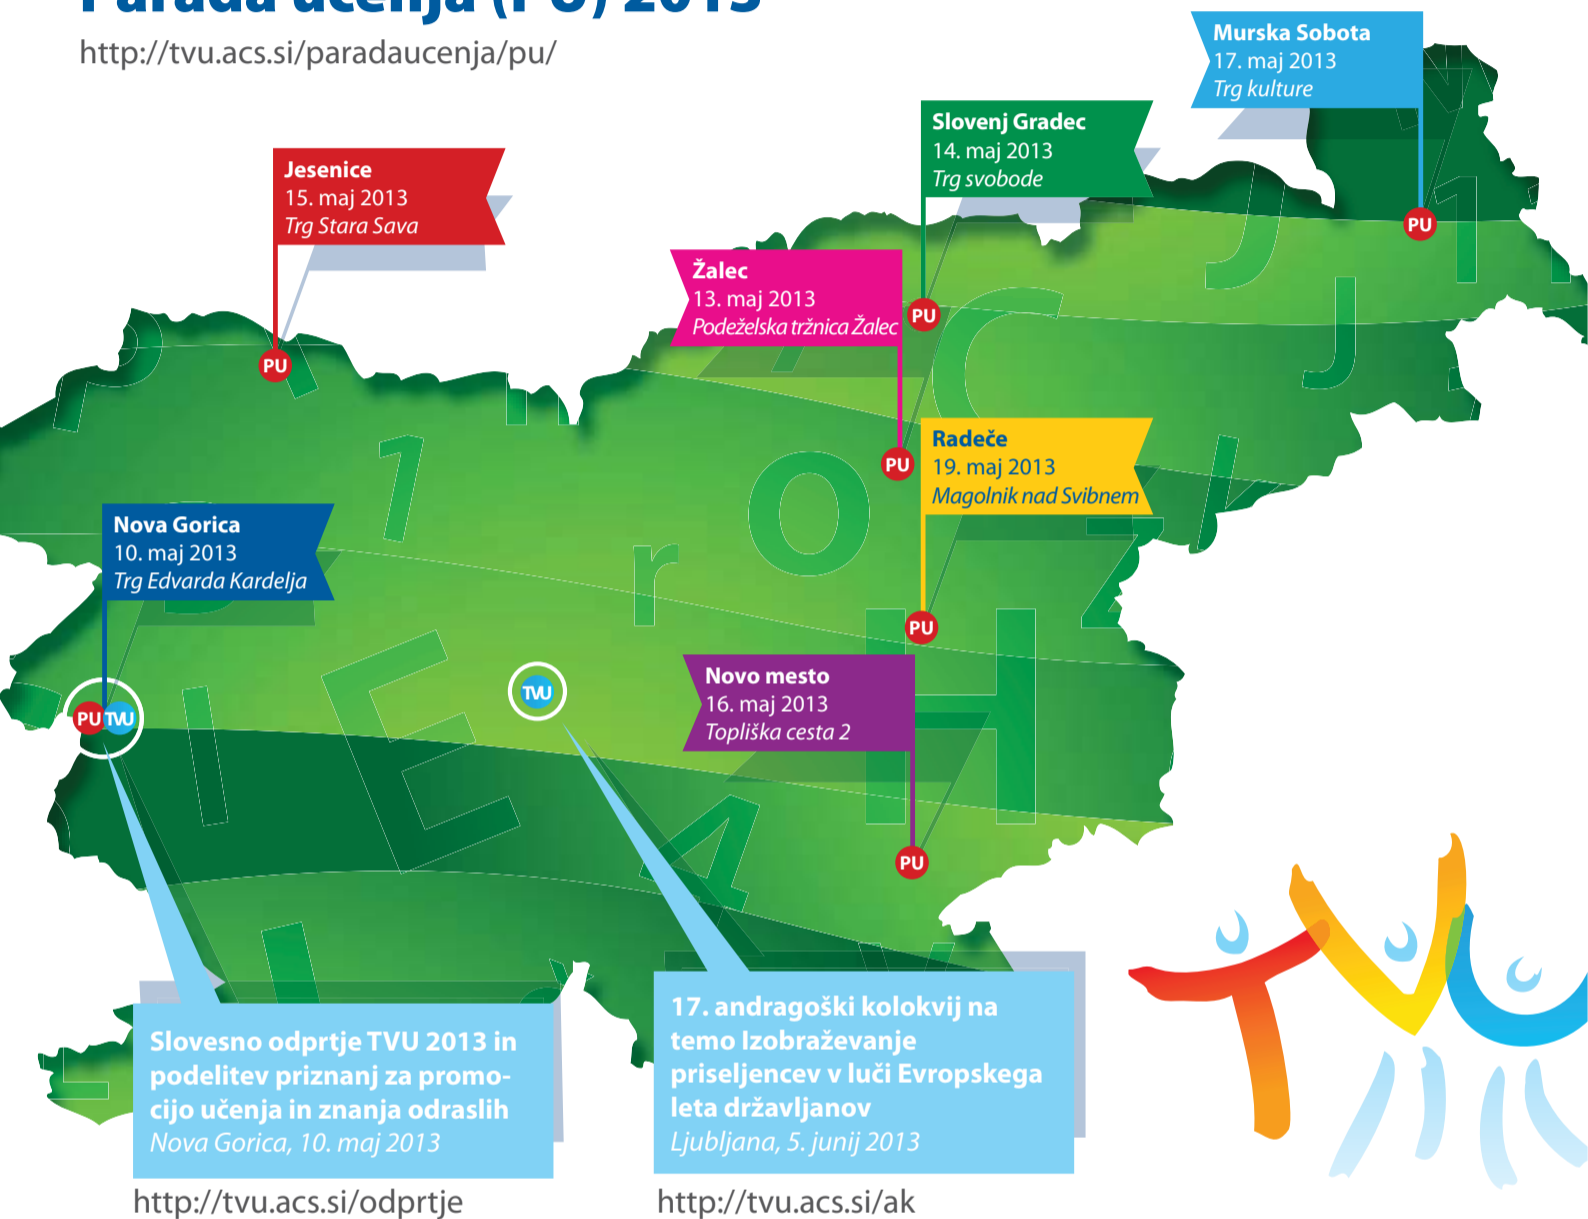 Parada učenja (PU) 2013
http://tvu.acs.si/paradaucenja/pu/
Murska Sobota
17. maj 2013
Trg kulture
Slovenj Gradec
14. maj 2013
Trg svobode
Jesenice
15. maj 2013
Trg Stara Sava
PU
Žalec
13. maj 2013
Podeželska tržnica Žalec
PU
PU
Radeče
19. maj 2013
Magolnik nad Svibnem
PU
Nova Gorica
10. maj 2013
Trg Edvarda Kardelja
PU
Novo mesto
16. maj 2013
Topliška cesta 2
TVU
PU TVU
PU
Slovesno odprtje TVU 2013 in
podelitev priznanj za promo-
cijo učenja in znanja odraslih
Nova Gorica, 10. maj 2013
http://tvu.acs.si/odprtje
17. andragoški kolokvij na
temo Izobraževanje
priseljencev v luči Evropskega
leta državljanov
Ljubljana, 5. junij 2013
http://tvu.acs.si/ak
TVU